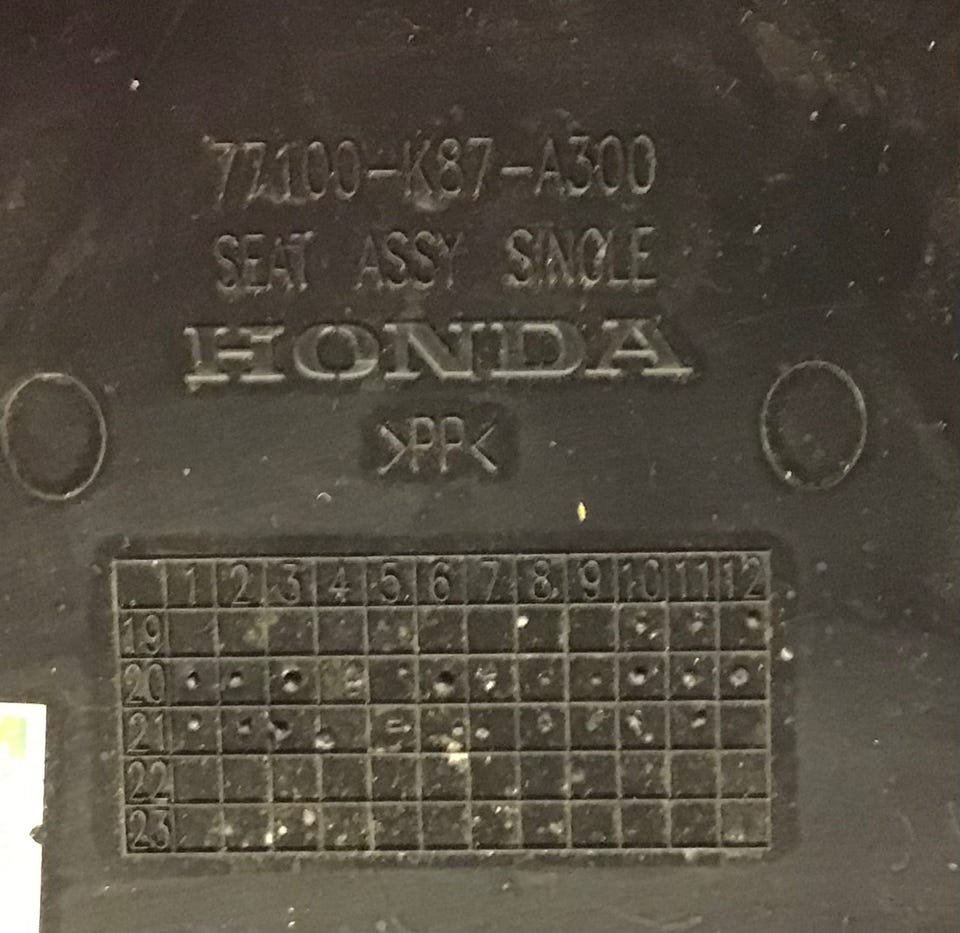 77100-K87-A300
SEAT ASSY SINGLE
HONDA
>PP<
1 2 3 4 5 6 7 8 9 10 11 12
19
20
21
22
23